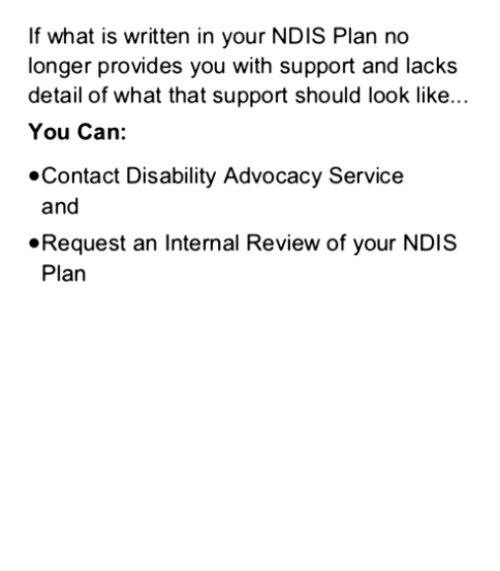 If what is written in your NDIS Plan no
longer provides you with support and lacks
detail of what that support should look like...
You Can:
●Contact Disability Advocacy Service
and
●Request an Internal Review of your NDIS
Plan